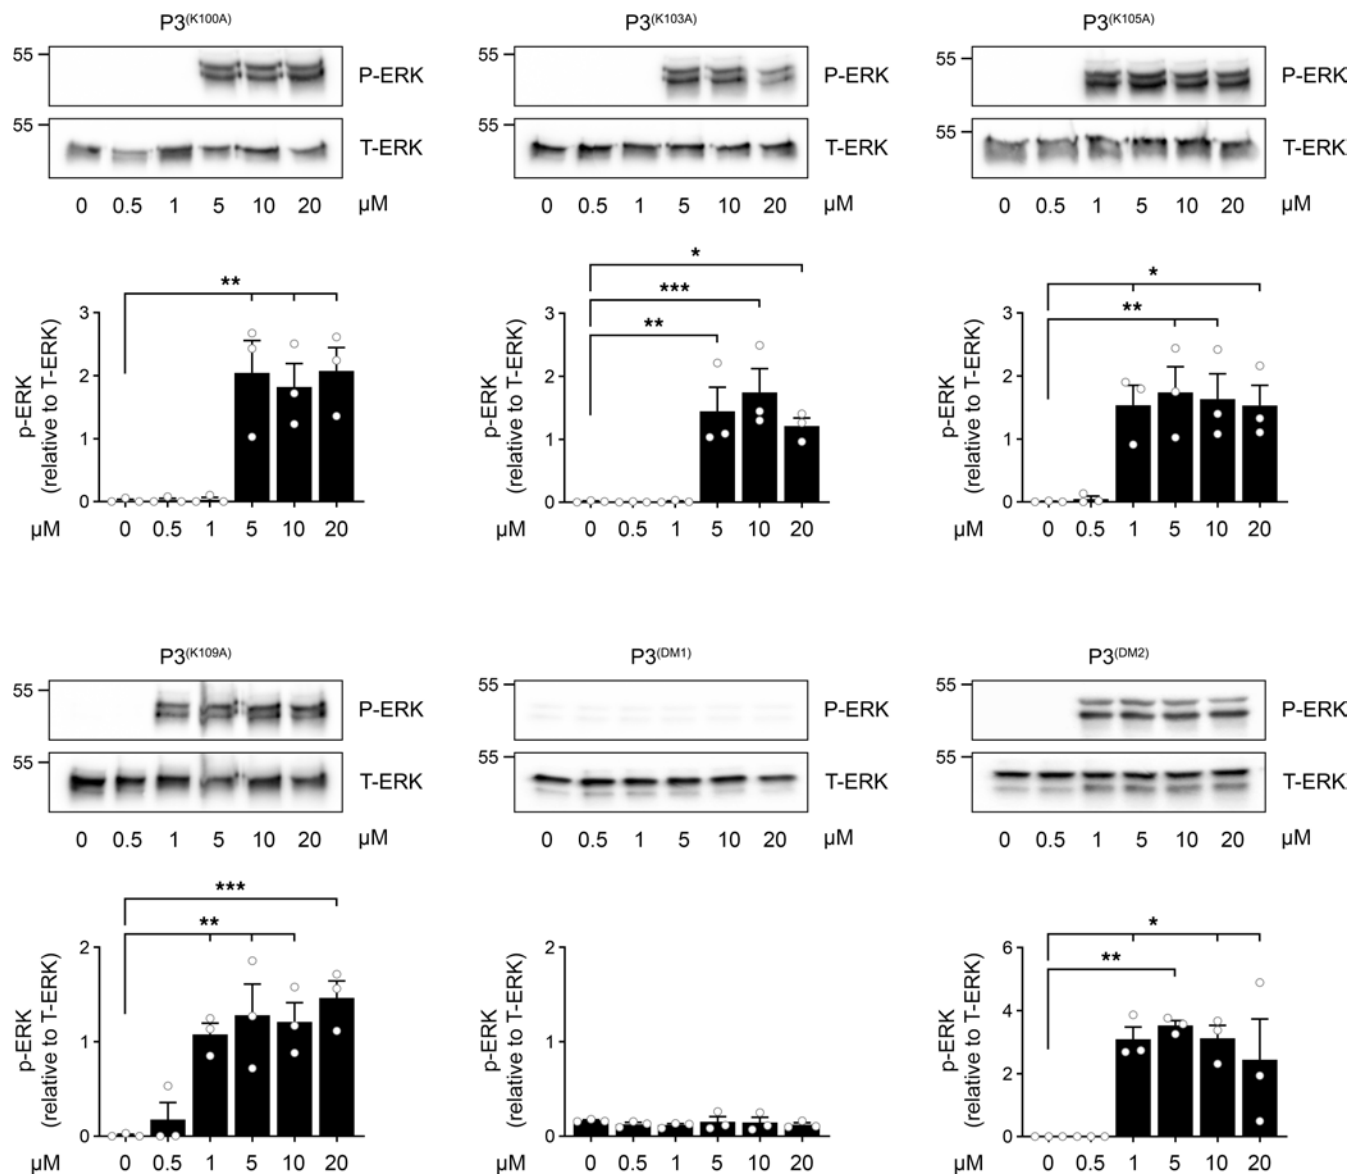 P3(K100A) P3(K103A) P3(K105A)
55 P-ERK 55 P-ERK 55 P-ERK
55 T-ERK 55 T-ERK 55 T-ERK
0 0.5 1 5 10 20 μM 0 0.5 1 5 10 20 μM 0 0.5 1 5 10 20 μM
** * *
*** **
**
3 3 3
2 2 2
1 1 1
0 0 0
p-ERK (relative to T-ERK) p-ERK (relative to T-ERK) p-ERK (relative to T-ERK)
μM 0 0.5 1 5 10 20 μM 0 0.5 1 5 10 20 μM 0 0.5 1 5 10 20
P3(K109A) P3(DM1) P3(DM2)
55 P-ERK 55 P-ERK 55 P-ERK
55 T-ERK 55 T-ERK 55 T-ERK
0 0.5 1 5 10 20 μM 0 0.5 1 5 10 20 μM 0 0.5 1 5 10 20 μM
*** *
** **
2 2 6
4
1 1 2
0 0 0
p-ERK (relative to T-ERK) p-ERK (relative to T-ERK) p-ERK (relative to T-ERK)
μM 0 0.5 1 5 10 20 μM 0 0.5 1 5 10 20 μM 0 0.5 1 5 10 20